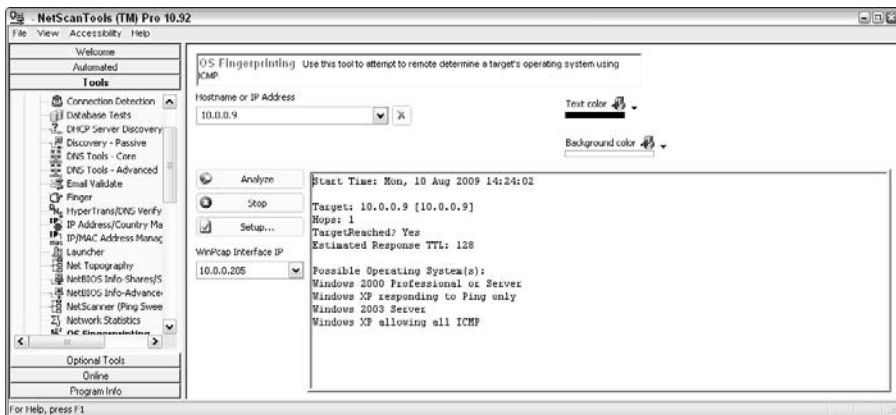 NetScanTools (TM) Pro 10.92
File View Accessibility Help
Welcome
Automated
Tools
Connection Detection
Database Tests
DHCP Server Discovery
Discovery - Passive
DNS Tools - Core
DNS Tools - Advanced
Email Validate
Finger
HyperTrans/DNS Verify
IP Address/Country Ma
IP/MAC Address Manag
Launcher
Net Topography
NetBIOS Info-Shares/S
NetBIOS Info-Advance
NetScanner (Ping Swee
Network Statistics
OS Fingerprinting
Optional Tools
Online
Program Info
For Help, press F1
OS Fingerprinting Use this tool to attempt to remote determine a target's operating system using
ICMP.
Hostname or IP Address
10.0.0.9
Text color
Background color
Analyze
Stop
Setup...
WinPcap Interface IP
10.0.0.205
Start Time: Mon, 10 Aug 2009 14:24:02
Target: 10.0.0.9 [10.0.0.9]
Hops: 1
TargetReached? Yes
Estimated Response TTL: 128
Possible Operating System(s):
Windows 2000 Professional or Server
Windows XP responding to Ping only
Windows 2003 Server
Windows XP allowing all ICMP